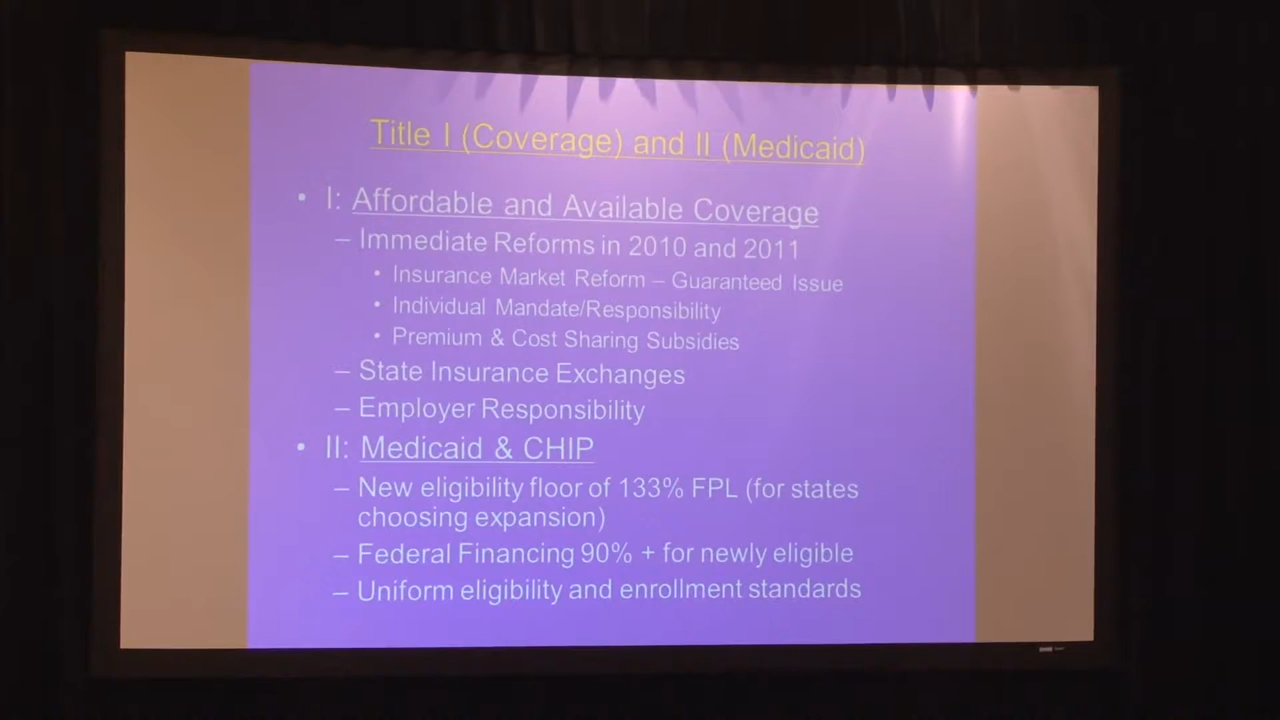 Title I (Coverage) and II (Medicaid)
• I: Affordable and Available Coverage
– Immediate Reforms in 2010 and 2011
• Insurance Market Reform – Guaranteed Issue
• Individual Mandate/Responsibility
• Premium & Cost Sharing Subsidies
– State Insurance Exchanges
– Employer Responsibility
• II: Medicaid & CHIP
– New eligibility floor of 133% FPL (for states
choosing expansion)
– Federal Financing 90% + for newly eligible
– Uniform eligibility and enrollment standards